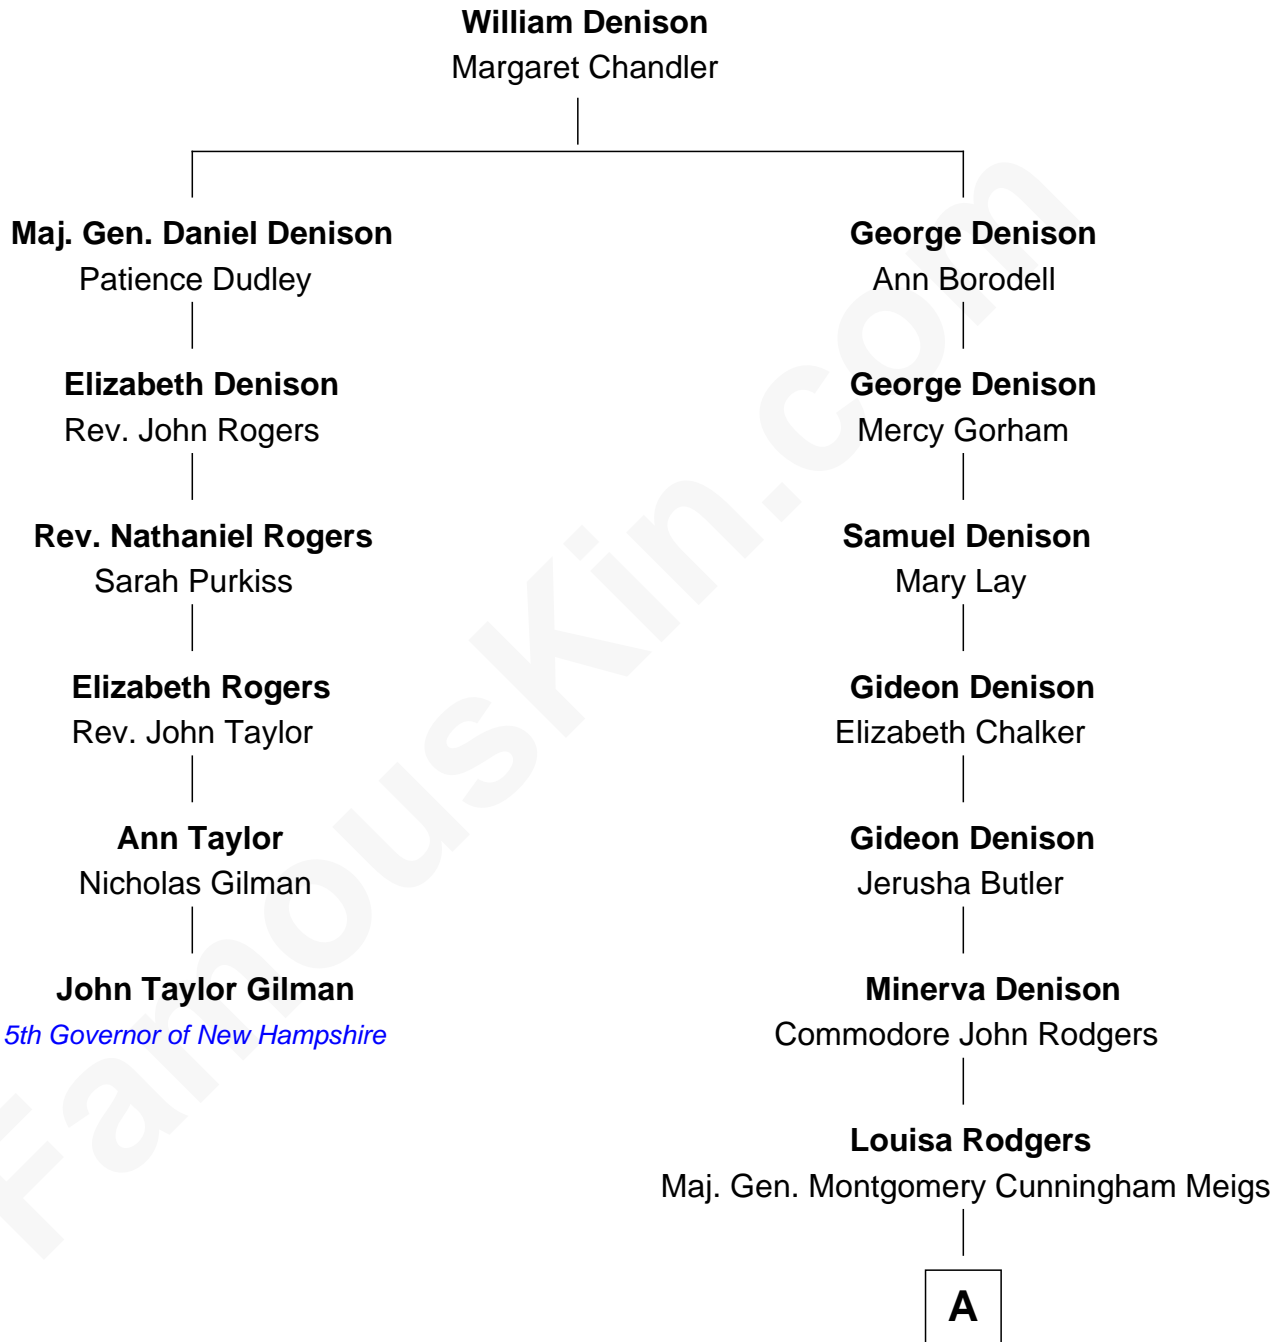 William Denison
Margaret Chandler
Maj. Gen. Daniel Denison
Patience Dudley
Elizabeth Denison
Rev. John Rogers
Rev. Nathaniel Rogers
Sarah Purkiss
Elizabeth Rogers
Rev. John Taylor
Ann Taylor
Nicholas Gilman
John Taylor Gilman
5th Governor of New Hampshire
George Denison
Ann Borodell
George Denison
Mercy Gorham
Samuel Denison
Mary Lay
Gideon Denison
Elizabeth Chalker
Gideon Denison
Jerusha Butler
Minerva Denison
Commodore John Rodgers
Louisa Rodgers
Maj. Gen. Montgomery Cunningham Meigs
A
FamousKin.com